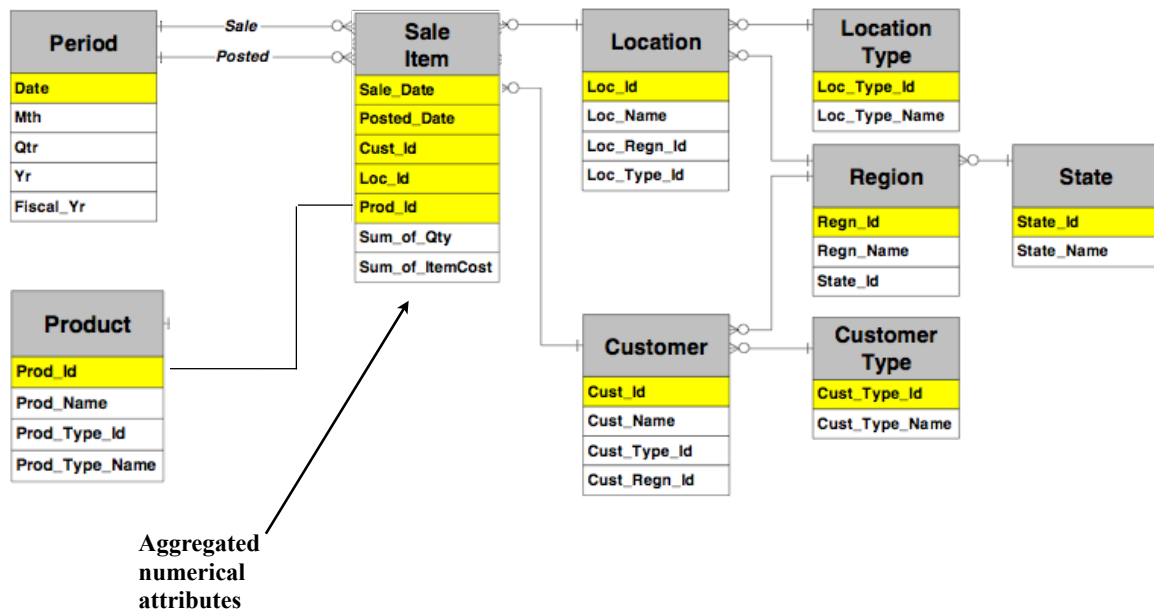 Period
Date
Mth
Qtr
Yr
Fiscal_Yr
Sale
Posted
Sale
Item
Sale_Date
Posted_Date
Cust_Id
Loc_Id
Prod_Id
Sum_of_Qty
Sum_of_ItemCost
Location
Loc_Id
Loc_Name
Loc_Regn_Id
Loc_Type_Id
Location
Type
Loc_Type_Id
Loc_Type_Name
Region
Regn_Id
Regn_Name
State_Id
State
State_Id
State_Name
Product
Prod_Id
Prod_Name
Prod_Type_Id
Prod_Type_Name
Customer
Cust_Id
Cust_Name
Cust_Type_Id
Cust_Regn_Id
Customer
Type
Cust_Type_Id
Cust_Type_Name
Aggregated
numerical
attributes